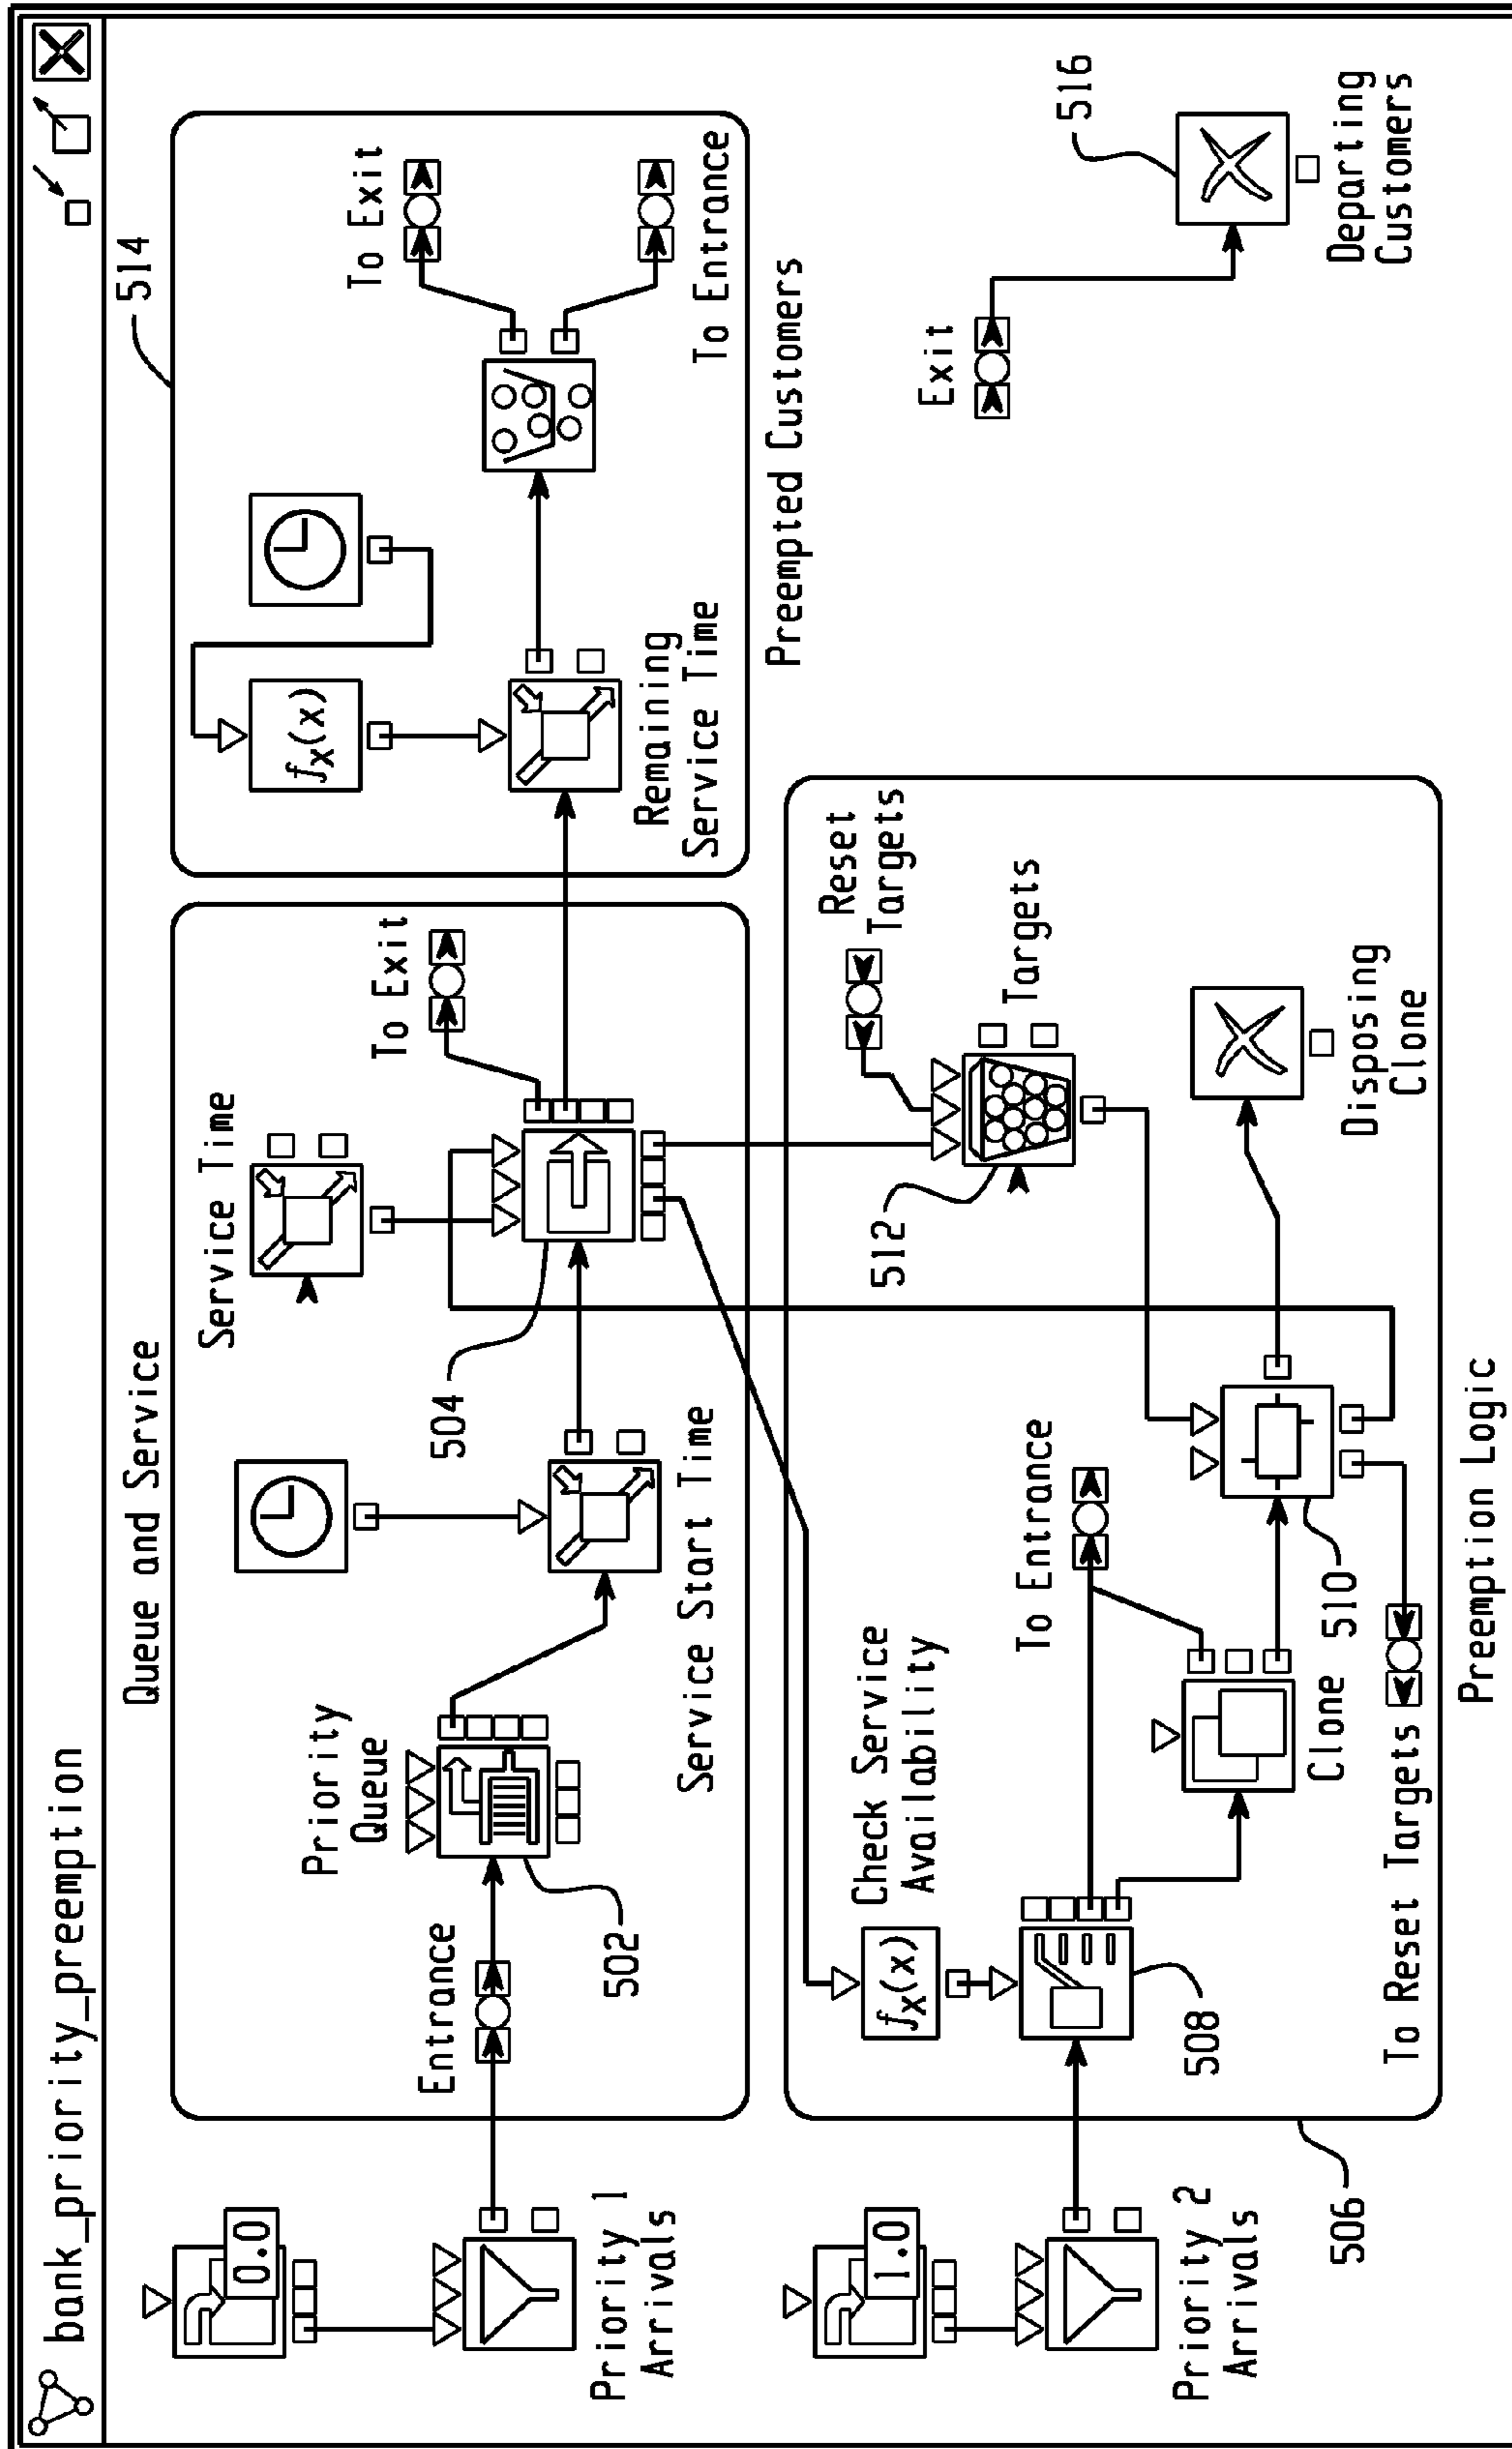 bank_priority_preemption
Queue and Service
0.0
Priority 1
Arrivals
Entrance
Priority
Queue
502
Service Start Time
504
Service Time
To Exit
514
fx(x)
Remaining
Service Time
To Exit
To Entrance
Preempted Customers
1.0
Priority 2
Arrivals
506
Check Service
Availability
fx(x)
508
To Entrance
Clone
510
To Reset Targets
512
Reset
Targets
Targets
Disposing
Clone
Preemption Logic
Exit
516
Departing
Customers